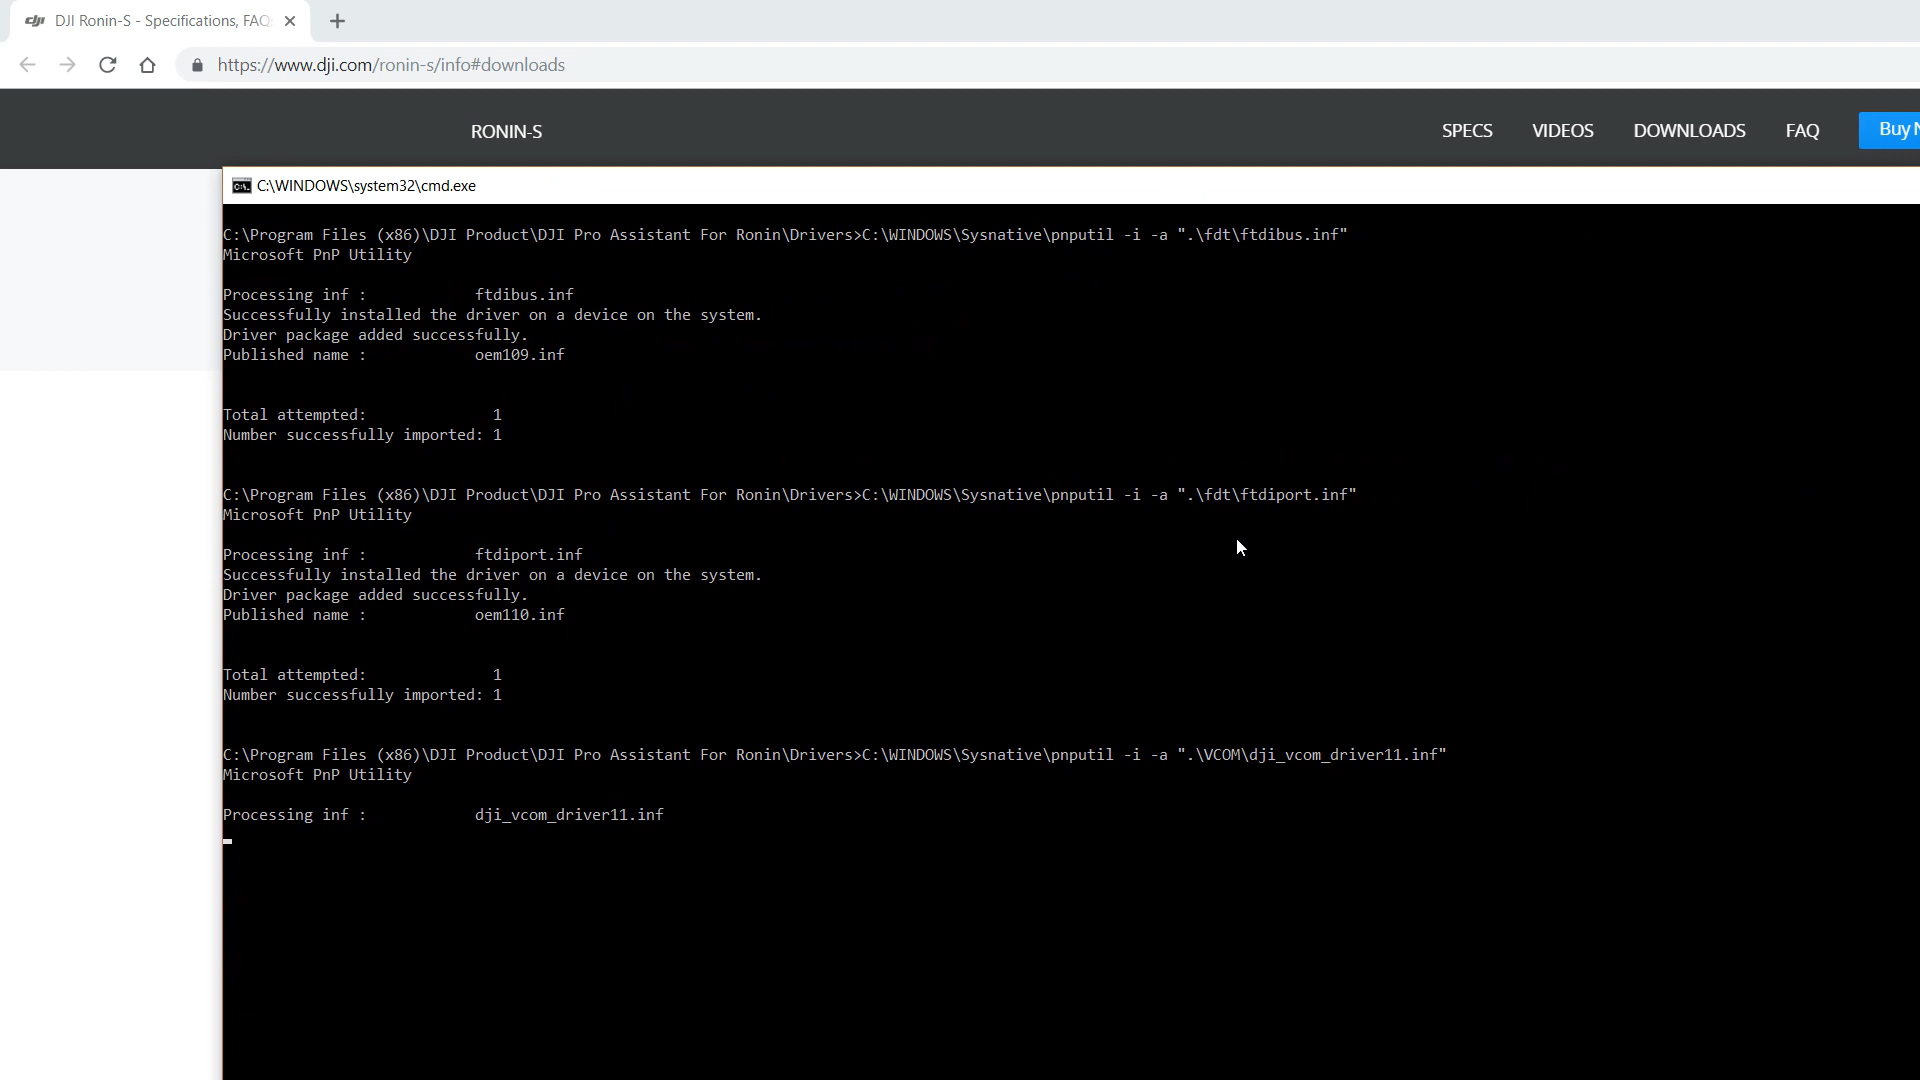 dji DJI Ronin-S - Specifications, FAQ
https://www.dji.com/ronin-s/info#downloads
RONIN-S SPECS VIDEOS DOWNLOADS FAQ Buy
C:\WINDOWS\system32\cmd.exe
C:\Program Files (x86)\DJI Product\DJI Pro Assistant For Ronin\Drivers>C:\WINDOWS\Sysnative\pnputil -i -a ".\fdt\ftdibus.inf"
Microsoft PnP Utility
Processing inf : ftdibus.inf
Successfully installed the driver on a device on the system.
Driver package added successfully.
Published name : oem109.inf
Total attempted: 1
Number successfully imported: 1
C:\Program Files (x86)\DJI Product\DJI Pro Assistant For Ronin\Drivers>C:\WINDOWS\Sysnative\pnputil -i -a ".\fdt\ftdiport.inf"
Microsoft PnP Utility
Processing inf : ftdiport.inf
Successfully installed the driver on a device on the system.
Driver package added successfully.
Published name : oem110.inf
Total attempted: 1
Number successfully imported: 1
C:\Program Files (x86)\DJI Product\DJI Pro Assistant For Ronin\Drivers>C:\WINDOWS\Sysnative\pnputil -i -a ".\VCOM\dji_vcom_driver11.inf"
Microsoft PnP Utility
Processing inf : dji_vcom_driver11.inf